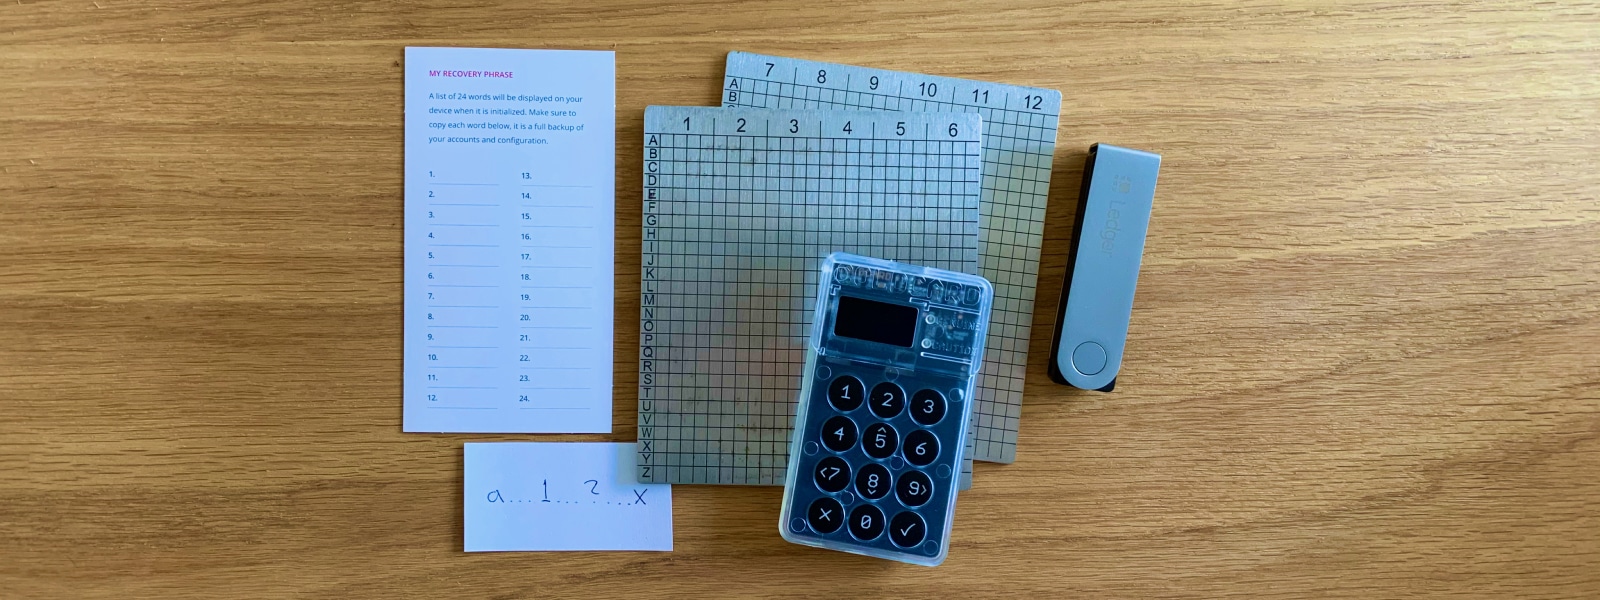 MY RECOVERY PHRASE
A list of 24 words will be displayed on your
device when it is initialized. Make sure to
copy each word below, it is a full backup of
your accounts and configuration.
1. 13.
2. 14.
3. 15.
4. 16.
5. 17.
6. 18.
7. 19.
8. 20.
9. 21.
10. 22.
11. 23.
12. 24.
a...1...?....x
7 8 9 10 11 12
A
B
1 2 3 4 5 6
A
B
C
D
E
F
G
H
I
J
K
L
M
N
O
P
Q
R
S
T
U
V
W
X
Y
Z
COLDCARD
GENUINE
CAUTION
1 2 3
4 5 6
<7 8 9>
X 0 ✓
Ledger